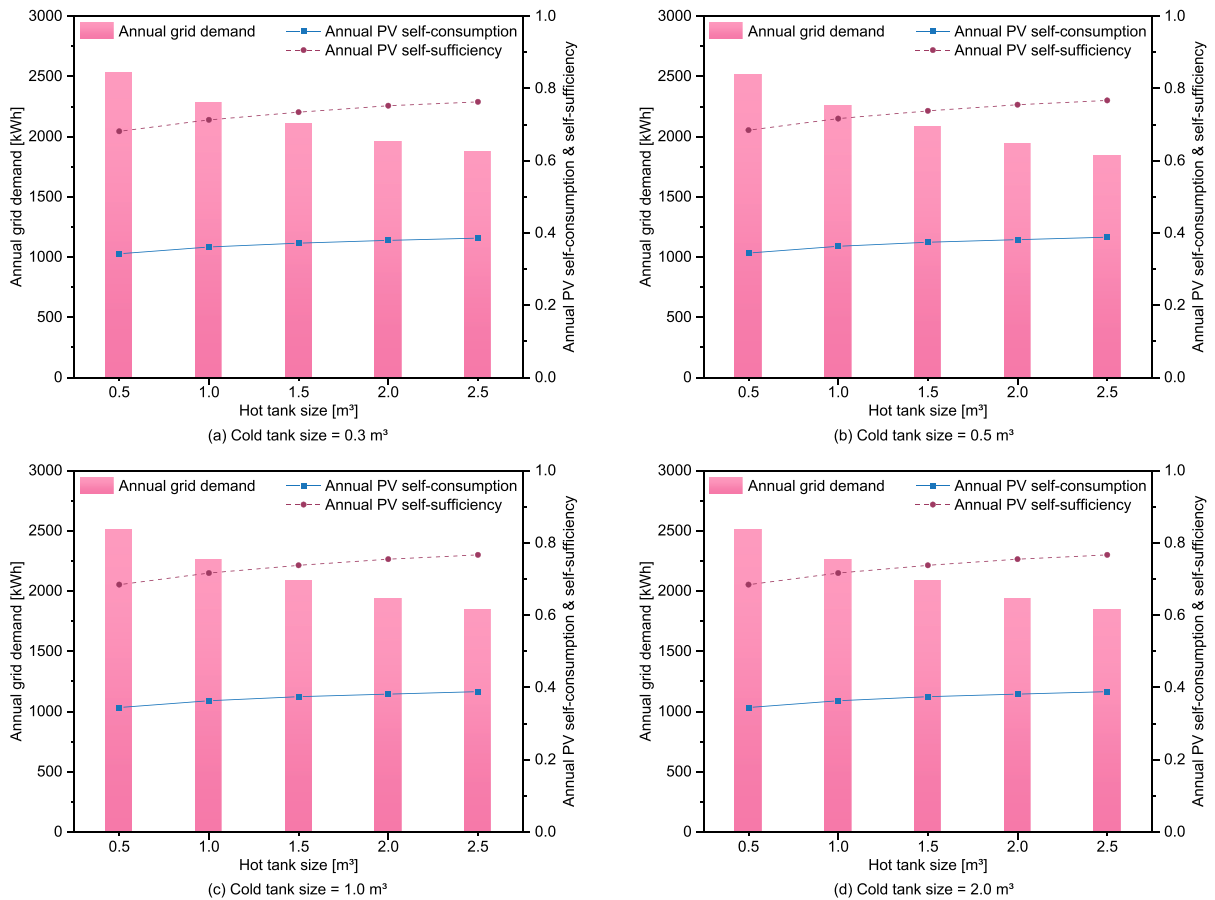 Annual grid demand
Annual PV self-consumption
Annual PV self-sufficiency
Annual grid demand [kWh]
3000
2500
2000
1500
1000
500
0
Annual PV self-consumption & self-sufficiency
1.0
0.8
0.6
0.4
0.2
0.0
0.5 1.0 1.5 2.0 2.5
Hot tank size [m³]
(a) Cold tank size = 0.3 m³
Annual grid demand
Annual PV self-consumption
Annual PV self-sufficiency
Annual grid demand [kWh]
3000
2500
2000
1500
1000
500
0
Annual PV self-consumption & self-sufficiency
1.0
0.8
0.6
0.4
0.2
0.0
0.5 1.0 1.5 2.0 2.5
Hot tank size [m³]
(b) Cold tank size = 0.5 m³
Annual grid demand
Annual PV self-consumption
Annual PV self-sufficiency
Annual grid demand [kWh]
3000
2500
2000
1500
1000
500
0
Annual PV self-consumption & self-sufficiency
1.0
0.8
0.6
0.4
0.2
0.0
0.5 1.0 1.5 2.0 2.5
Hot tank size [m³]
(c) Cold tank size = 1.0 m³
Annual grid demand
Annual PV self-consumption
Annual PV self-sufficiency
Annual grid demand [kWh]
3000
2500
2000
1500
1000
500
0
Annual PV self-consumption & self-sufficiency
1.0
0.8
0.6
0.4
0.2
0.0
0.5 1.0 1.5 2.0 2.5
Hot tank size [m³]
(d) Cold tank size = 2.0 m³